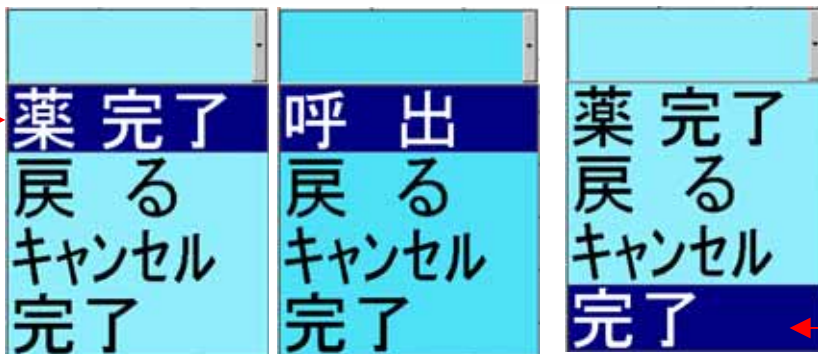 薬 完了
戻 る
キャンセル
完了
呼 出
戻 る
キャンセル
完了
薬 完了
戻 る
キャンセル
完了